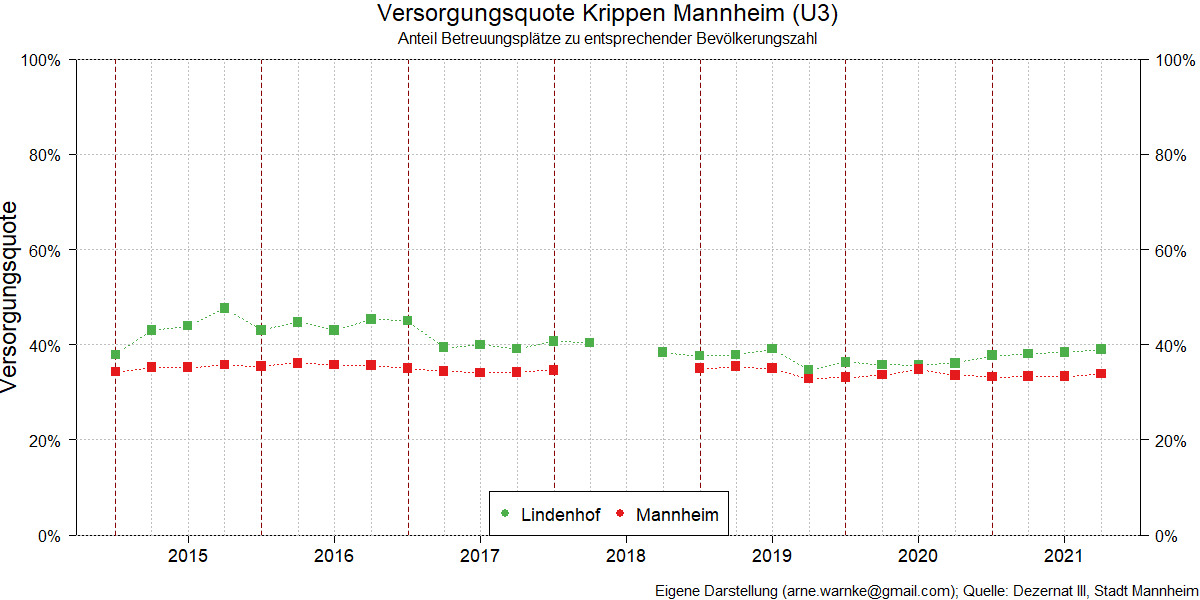 Versorgungsquote Krippen Mannheim (U3)
Anteil Betreuungsplätze zu entsprechender Bevölkerungszahl
100% 100%
80% 80%
60% 60%
Versorgungsquote
40% 40%
20% 20%
0% 0%
Lindenhof Mannheim
2015 2016 2017 2018 2019 2020 2021
Eigene Darstellung (arne.warnke@gmail.com); Quelle: Dezernat III, Stadt Mannheim